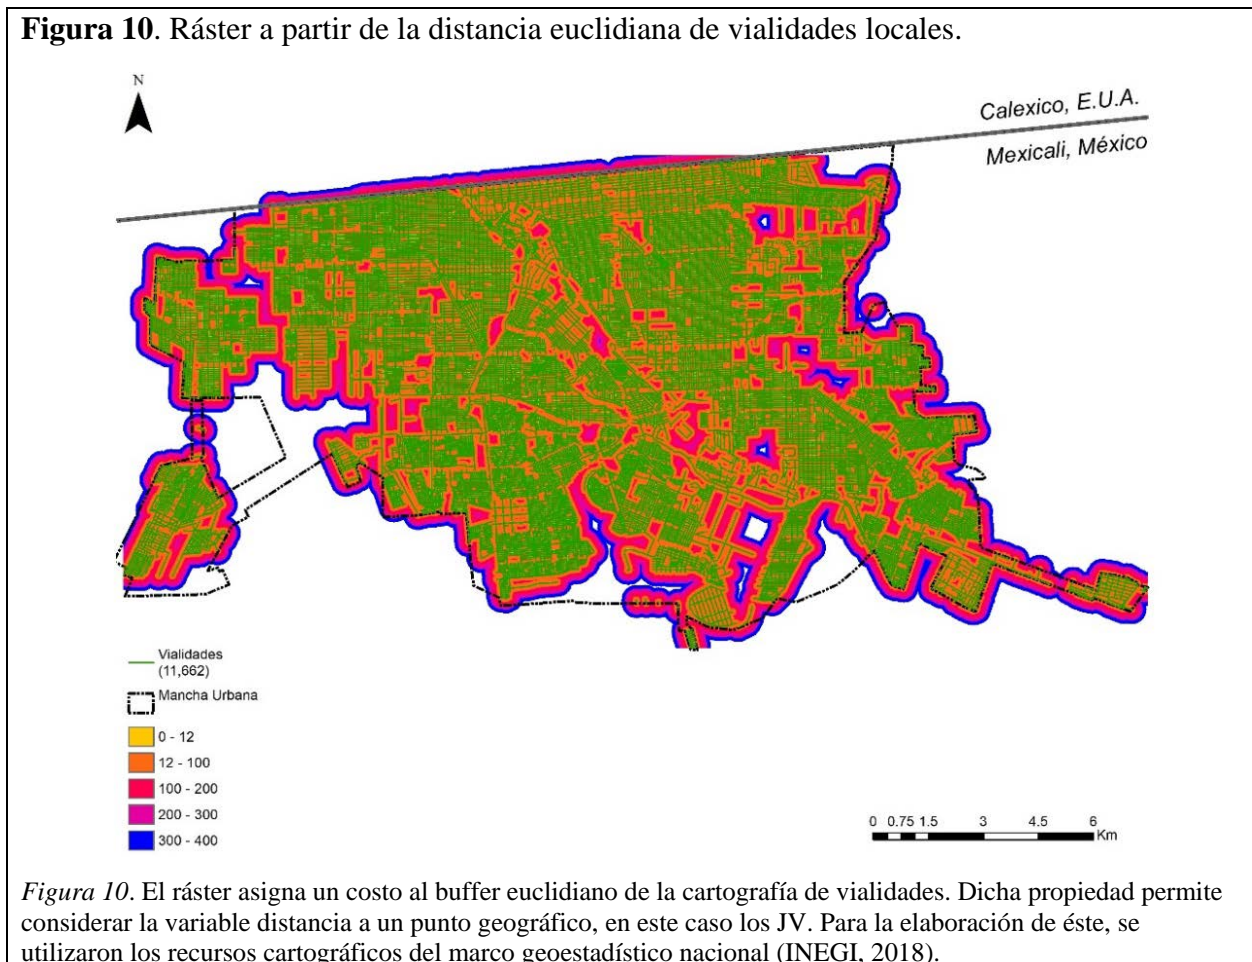 Figura 10. Ráster a partir de la distancia euclidiana de vialidades locales.
N
Calexico, E.U.A.
Mexicali, México
Vialidades
(11,662)
Mancha Urbana
0 - 12
12 - 100
100 - 200
200 - 300
300 - 400
0 0.75 1.5 3 4.5 6
Km
Figura 10. El ráster asigna un costo al buffer euclidiano de la cartografía de vialidades. Dicha propiedad permite
considerar la variable distancia a un punto geográfico, en este caso los JV. Para la elaboración de éste, se
utilizaron los recursos cartográficos del marco geoestadístico nacional (INEGI, 2018).